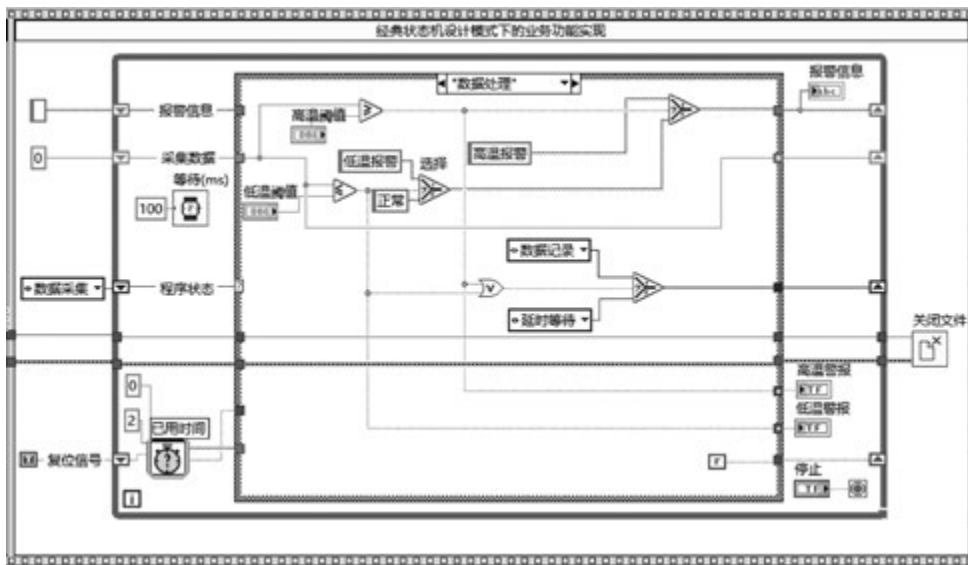 经典状态机设计模式下的业务功能实现
"数据处理"
报警信息
报警信息
高温阈值
0
采集数据
低温报警
选择
高温报警
等待(ms)
低温阈值
正常
100
数据记录
数据采集
程序状态
延时等待
关闭文件
高温警报
TF
0
低温警报
TF
2
已用时间
复位信号
F
停止
TF
i